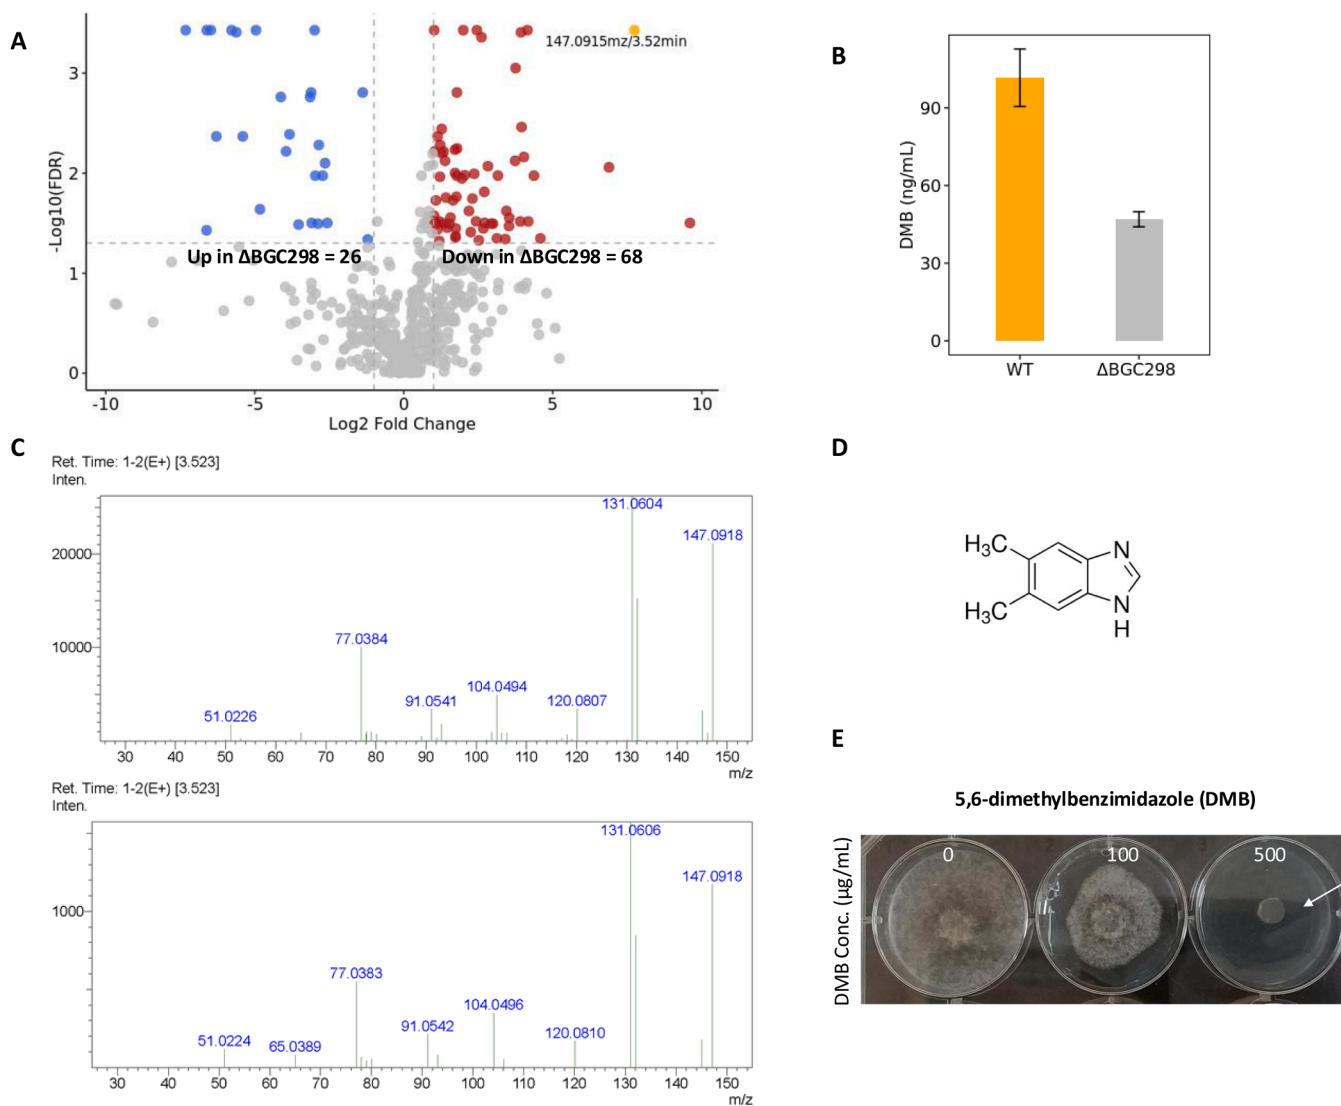 A
147.0915mz/3.52min
-Log10(FDR)
3
2
1
0
Up in ΔBGC298 = 26
Down in ΔBGC298 = 68
-10 -5 0 5 10
Log2 Fold Change
B
DMB (ng/mL)
90
60
30
0
WT ΔBGC298
C
Ret. Time: 1-2(E+) [3.523]
Inten.
20000
10000
131.0604
147.0918
77.0384
104.0494
91.0541
120.0807
51.0226
30 40 50 60 70 80 90 100 110 120 130 140 150
m/z
Ret. Time: 1-2(E+) [3.523]
Inten.
1000
131.0606
147.0918
77.0383
104.0496
91.0542
120.0810
51.0224
65.0389
30 40 50 60 70 80 90 100 110 120 130 140 150
m/z
D
H₃C
H₃C
N
N
H
E
5,6-dimethylbenzimidazole (DMB)
DMB Conc. (µg/mL)
0 100 500